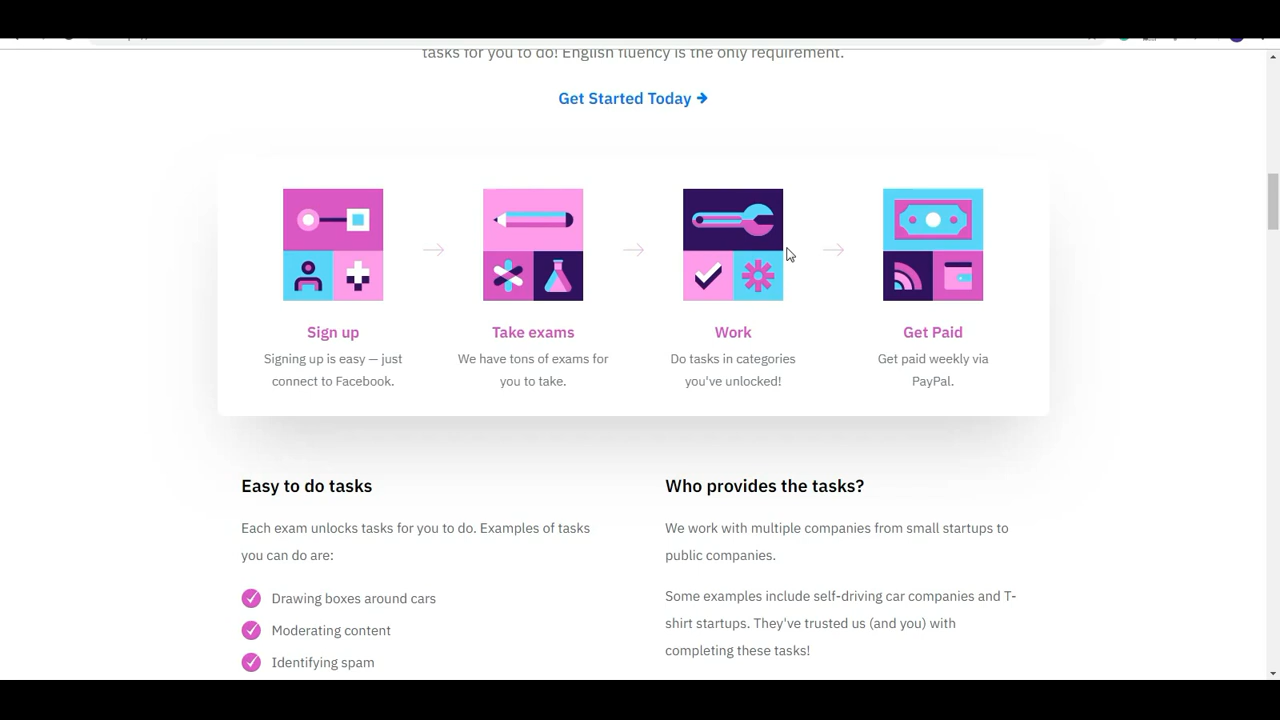 tasks for you to do! English fluency is the only requirement.
Get Started Today
Sign up
Signing up is easy — just
connect to Facebook.
Take exams
We have tons of exams for
you to take.
Work
Do tasks in categories
you've unlocked!
Get Paid
Get paid weekly via
PayPal.
Easy to do tasks
Each exam unlocks tasks for you to do. Examples of tasks
you can do are:
Drawing boxes around cars
Moderating content
Identifying spam
Who provides the tasks?
We work with multiple companies from small startups to
public companies.
Some examples include self-driving car companies and T-
shirt startups. They've trusted us (and you) with
completing these tasks!